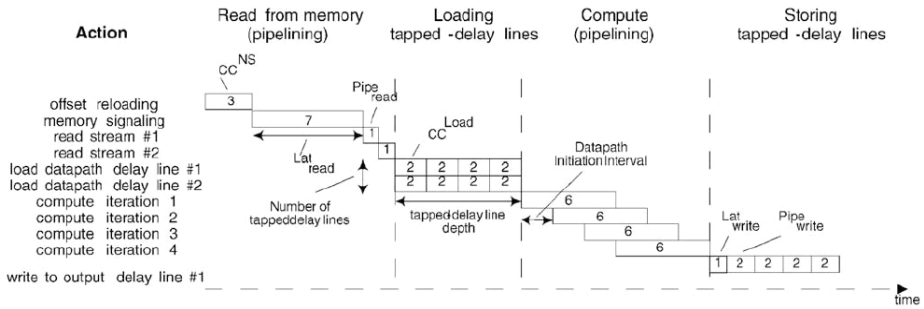 Action
Read from memory
(pipelining)
Loading
tapped -delay lines
Compute
(pipelining)
Storing
tapped -delay lines
CC NS
offset reloading
3
Pipe read
memory signaling
7
read stream #1
1
CC Load
read stream #2
1
Lat read
load datapath delay line #1
2 2 2 2
load datapath delay line #2
2 2 2 2
Datapath
InitiationInterval
Number of
tappeddelay lines
tapped-delay line
depth
compute iteration 1
6
compute iteration 2
6
compute iteration 3
6
compute iteration 4
6
Lat write
Pipe write
write to output delay line #1
1 2 2 2 2
time